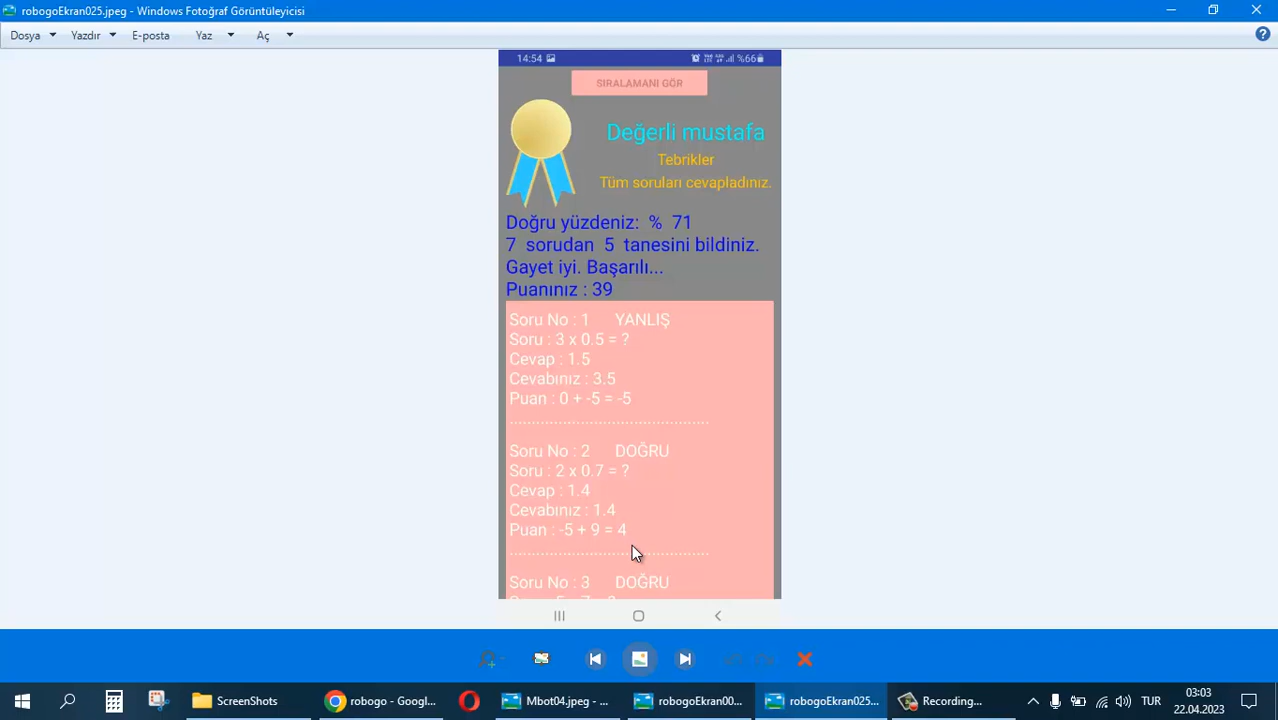 robogoEkran025.jpeg - Windows Fotoğraf Görüntüleyicisi
Dosya Yazdır E-posta Yaz Aç
14:54 %66
SIRALAMANI GÖR
Değerli mustafa
Tebrikler
Tüm soruları cevapladınız.
Doğru yüzdeniz: % 71
7 sorudan 5 tanesini bildiniz.
Gayet iyi. Başarılı...
Puanınız : 39
Soru No : 1 YANLIŞ
Soru : 3 x 0.5 = ?
Cevap : 1.5
Cevabınız : 3.5
Puan : 0 + -5 = -5
Soru No : 2 DOĞRU
Soru : 2 x 0.7 = ?
Cevap : 1.4
Cevabınız : 1.4
Puan : -5 + 9 = 4
Soru No : 3 DOĞRU
ScreenShots
robogo - Googl...
Mbot04.jpeg - ...
robogoEkran00...
robogoEkran025...
Recording...
TUR
03:03
22.04.2023